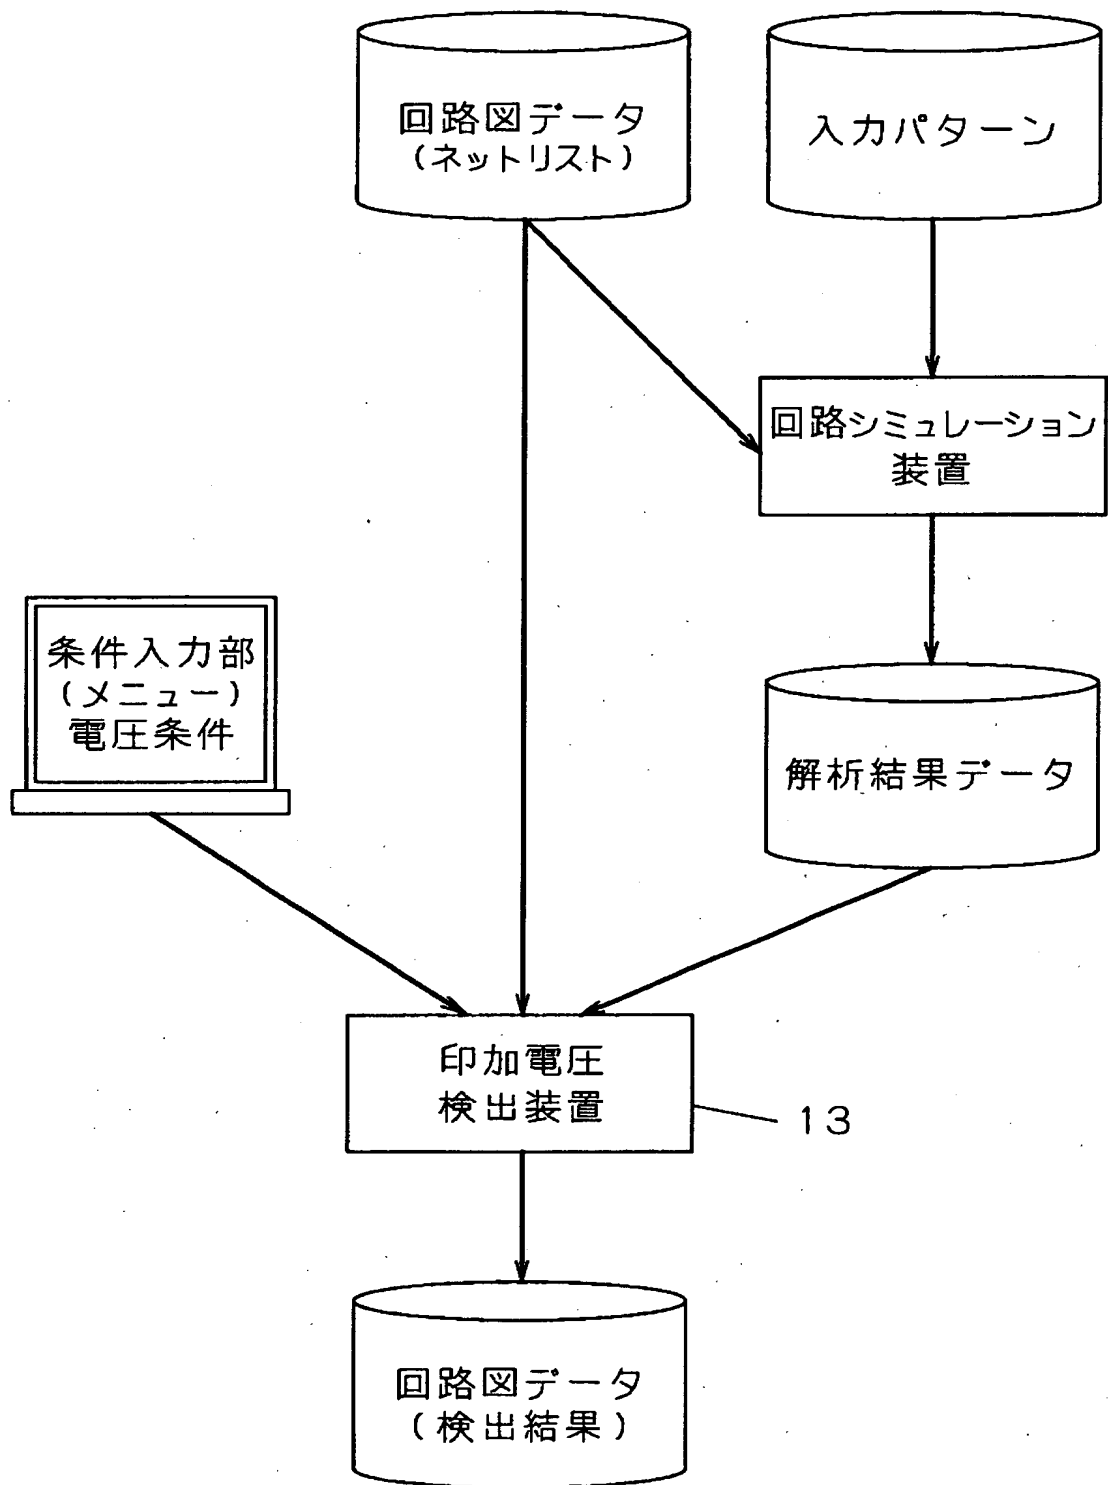 回路図データ
(ネットリスト)
入力パターン
回路シミュレーション
装置
条件入力部
(メニュー)
電圧条件
解析結果データ
印加電圧
検出装置
13
回路図データ
(検出結果)